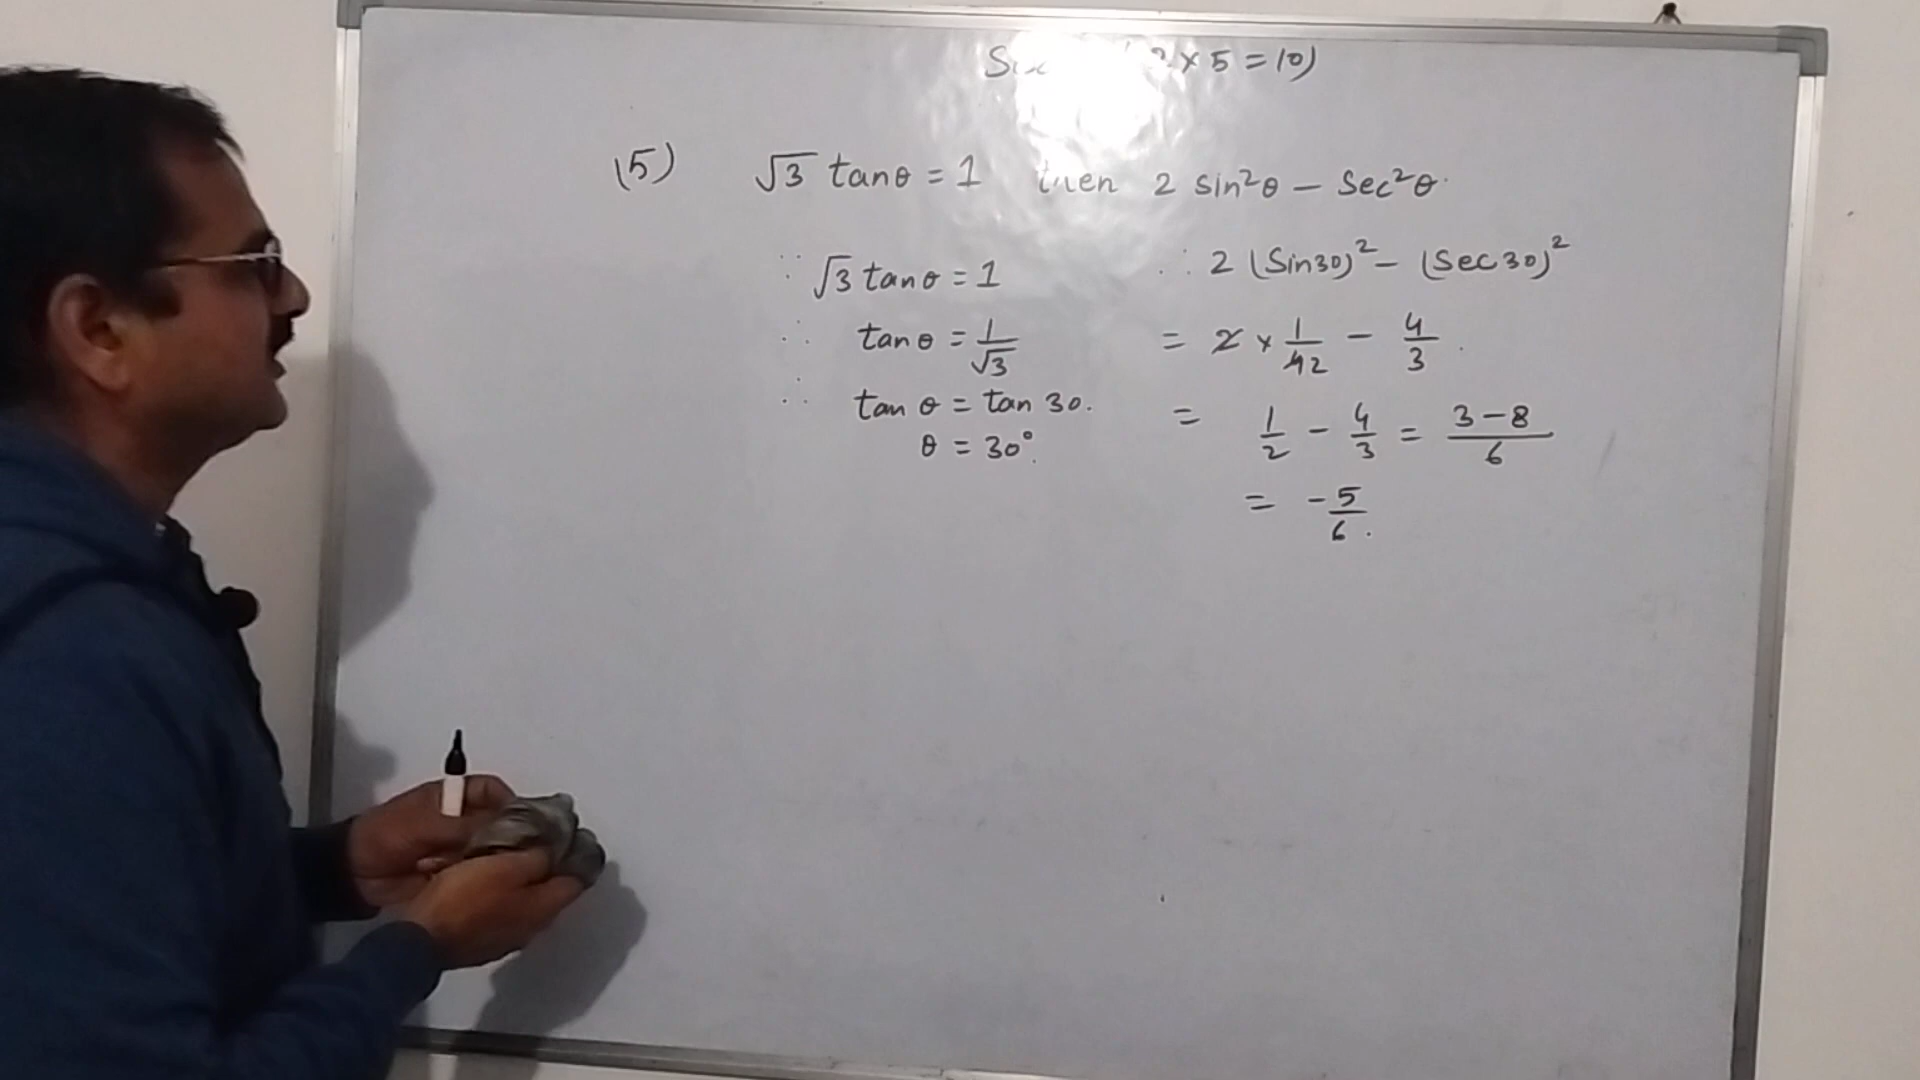 × 5 = 10)
(5) √3 tanθ = 1 then 2 sin²θ – Sec²θ.
∵ √3 tanθ = 1
∴ tanθ = 1/√3
∴ tanθ = tan 30.
θ = 30°.
∴ 2 (Sin30)² – (Sec30)²
= 2 × 1/42 – 4/3.
= 1/2 – 4/3 = 3–8/6
= -5/6.